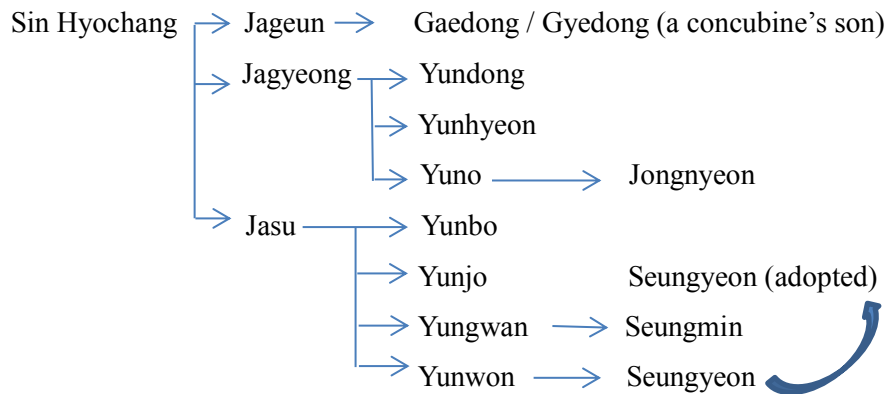 Sin Hyochang Jageun Gaedong / Gyedong (a concubine’s son)
Jagyeong Yundong
Yunhyeon
Yuno Jongnyeon
Jasu Yunbo
Yunjo Seungyeon (adopted)
Yungwan Seungmin
Yunwon Seungyeon